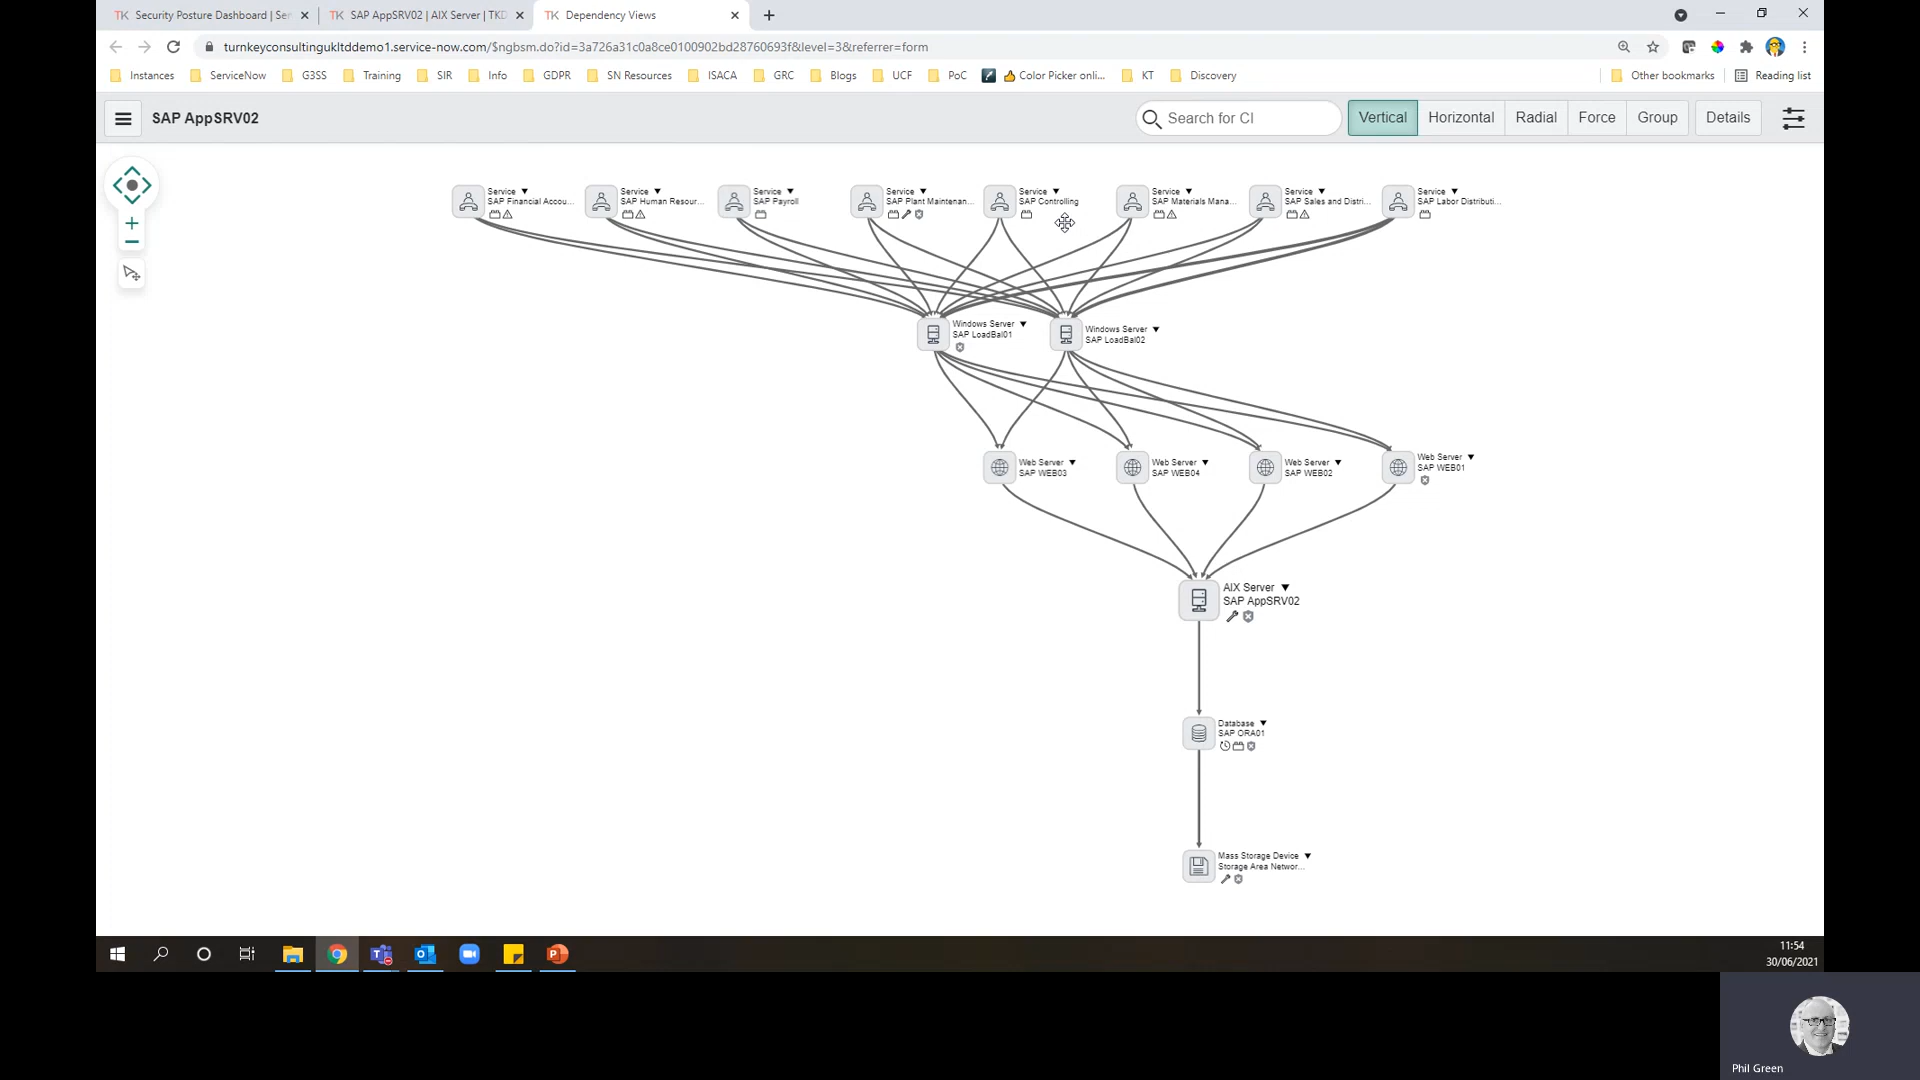 TK Security Posture Dashboard | Ser
TK SAP AppSRV02 | AIX Server | TKD
TK Dependency Views
turnkeyconsultingukltddemo1.service-now.com/$ngbsm.do?id=3a726a31c0a8ce0100902bd28760693f&level=3&referrer=form
Instances ServiceNow G3SS Training SIR Info GDPR SN Resources ISACA GRC Blogs UCF PoC Color Picker onli... KT Discovery Other bookmarks Reading list
SAP AppSRV02
Search for CI
Vertical Horizontal Radial Force Group Details
Service
SAP Financial Accou...
Service
SAP Human Resour...
Service
SAP Payroll
Service
SAP Plant Maintenan...
Service
SAP Controlling
Service
SAP Materials Mana...
Service
SAP Sales and Distri...
Service
SAP Labor Distributi...
Windows Server
SAP LoadBal01
Windows Server
SAP LoadBal02
Web Server
SAP WEB03
Web Server
SAP WEB04
Web Server
SAP WEB02
Web Server
SAP WEB01
AIX Server
SAP AppSRV02
Database
SAP ORA01
Mass Storage Device
Storage Area Networ...
11:54
30/06/2021
Phil Green